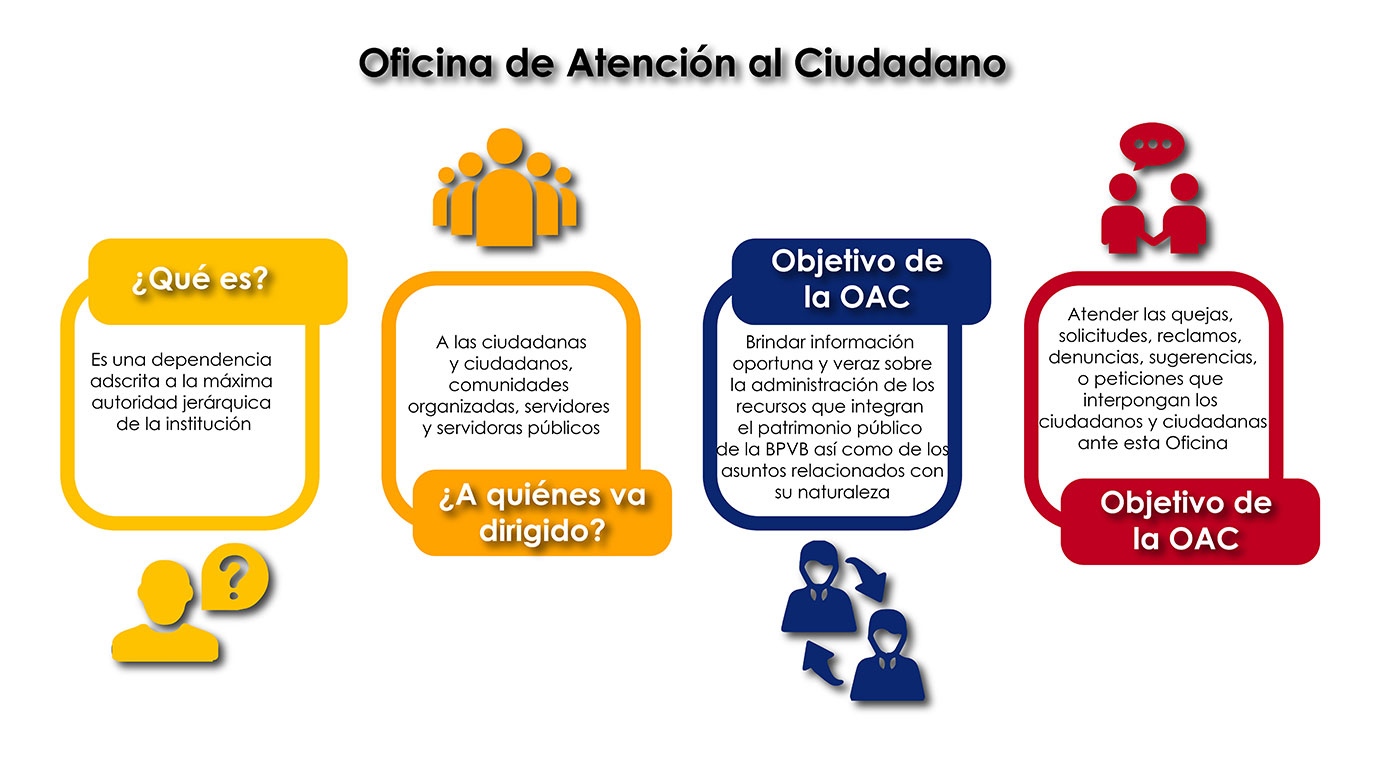 Oficina de Atención al Ciudadano
¿Qué es?
Es una dependencia
adscrita a la máxima
autoridad jerárquica
de la institución
?
A las ciudadanas
y ciudadanos,
comunidades
organizadas, servidores
y servidoras públicos
¿A quiénes va
dirigido?
Objetivo de
la OAC
Brindar información
oportuna y veraz sobre
la administración de los
recursos que integran
el patrimonio público
de la BPVB así como de los
asuntos relacionados con
su naturaleza
Atender las quejas,
solicitudes, reclamos,
denuncias, sugerencias,
o peticiones que
interpongan los
ciudadanos y ciudadanas
ante esta Oficina
Objetivo de
la OAC